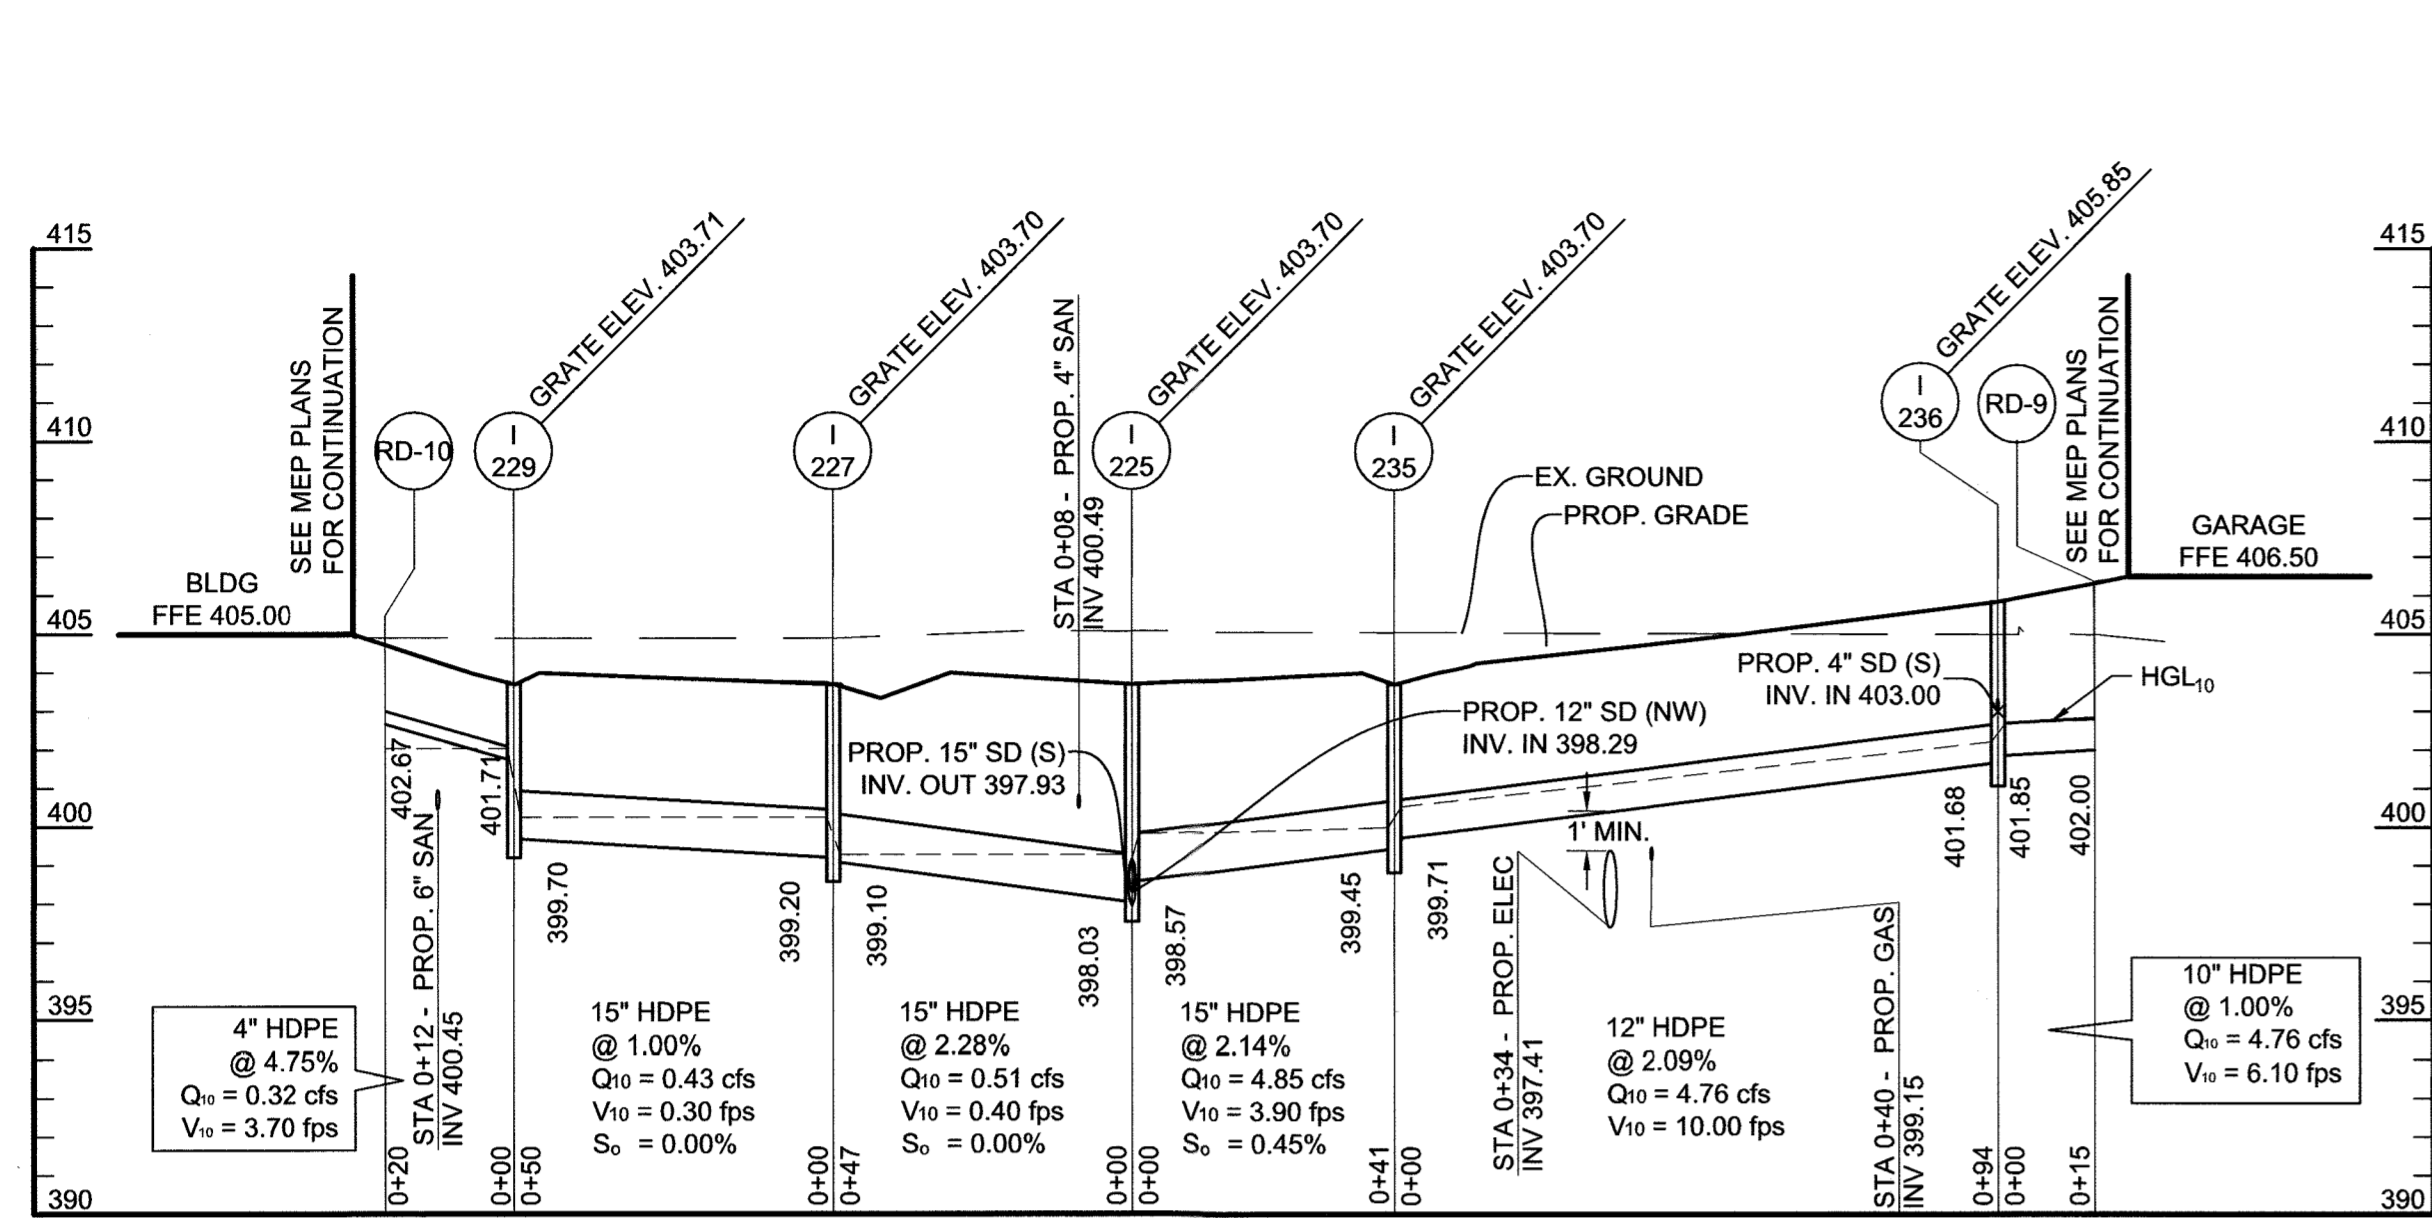 415
410
405
400
395
390
SEE MEP PLANS
FOR CONTINUATION
BLDG
FFE 405.00
RD-10
I
229
GRATE ELEV. 403.71
I
227
GRATE ELEV. 403.70
STA 0+08 - PROP. 4" SAN
INV 400.49
I
225
GRATE ELEV. 403.70
I
235
GRATE ELEV. 403.70
I
236
GRATE ELEV. 405.85
RD-9
SEE MEP PLANS
FOR CONTINUATION
GARAGE
FFE 406.50
EX. GROUND
PROP. GRADE
PROP. 4" SD (S)
INV. IN 403.00
HGL10
PROP. 12" SD (NW)
INV. IN 398.29
PROP. 15" SD (S)
INV. OUT 397.93
1' MIN.
402.67
401.71
399.70
399.20
399.10
398.03
398.57
399.45
399.71
401.68
401.85
402.00
STA 0+12 - PROP. 6" SAN
INV 400.45
STA 0+34 - PROP. ELEC
INV 397.41
STA 0+40 - PROP. GAS
INV 399.15
4" HDPE
@ 4.75%
Q10 = 0.32 cfs
V10 = 3.70 fps
15" HDPE
@ 1.00%
Q10 = 0.43 cfs
V10 = 0.30 fps
So = 0.00%
15" HDPE
@ 2.28%
Q10 = 0.51 cfs
V10 = 0.40 fps
So = 0.00%
15" HDPE
@ 2.14%
Q10 = 4.85 cfs
V10 = 3.90 fps
So = 0.45%
12" HDPE
@ 2.09%
Q10 = 4.76 cfs
V10 = 10.00 fps
10" HDPE
@ 1.00%
Q10 = 4.76 cfs
V10 = 6.10 fps
0+20
0+00
0+50
0+00
0+47
0+00
0+00
0+41
0+00
0+94
0+00
0+15
415
410
405
400
395
390